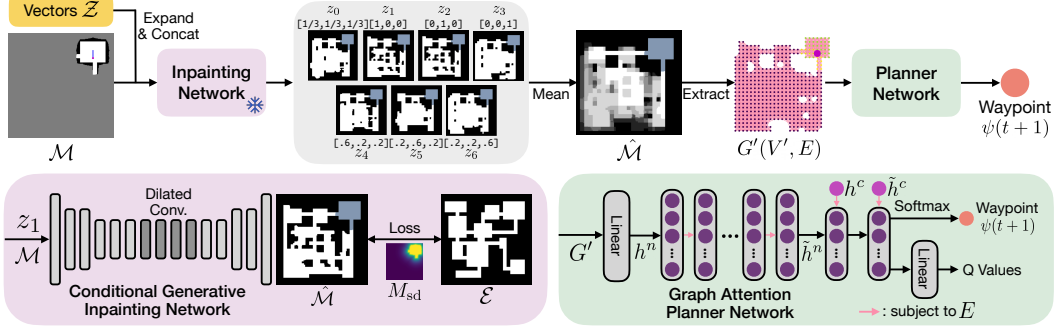 Vectors 𝒵
Expand
& Concat
ℳ
Inpainting
Network
z₀ z₁ z₂ z₃
[1/3,1/3,1/3][1,0,0] [0,1,0] [0,0,1]
[.6,.2,.2][.2,.6,.2][.2,.2,.6]
z₄ z₅ z₆
Mean
ℳ̂
Extract
G′(V′, E)
Planner
Network
Waypoint
ψ(t + 1)
z₁
ℳ
Dilated
Conv.
Conditional Generative
Inpainting Network
ℳ̂
Loss
M_sd
ℰ
G′
Linear
hⁿ
...
h̃ⁿ
hᶜ
h̃ᶜ
Softmax
Waypoint
ψ(t+1)
Linear
Q Values
Graph Attention
Planner Network
: subject to E